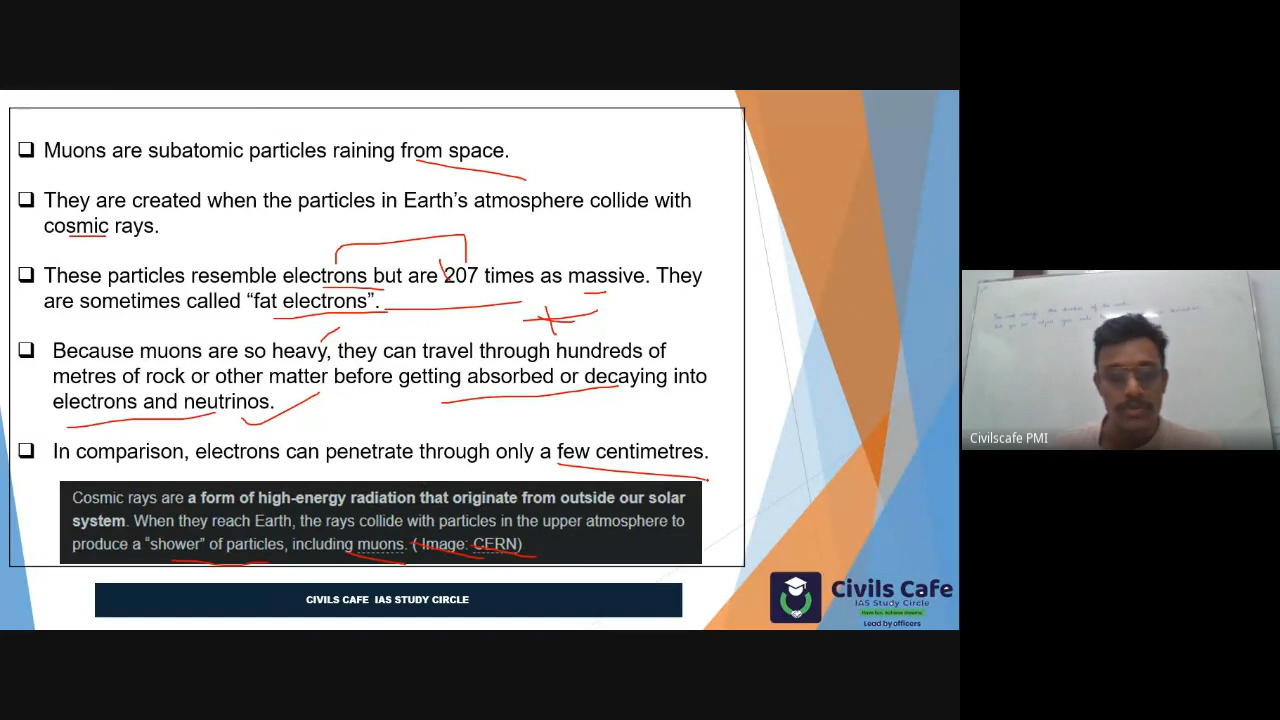 Muons are subatomic particles raining from space.
They are created when the particles in Earth's atmosphere collide with
cosmic rays.
These particles resemble electrons but are 207 times as massive. They
are sometimes called “fat electrons”.
Because muons are so heavy, they can travel through hundreds of
metres of rock or other matter before getting absorbed or decaying into
electrons and neutrinos.
In comparison, electrons can penetrate through only a few centimetres.
Cosmic rays are a form of high-energy radiation that originate from outside our solar
system. When they reach Earth, the rays collide with particles in the upper atmosphere to
produce a “shower” of particles, including muons. ( Image: CERN)
CIVILS CAFE IAS STUDY CIRCLE
Civils Cafe
IAS Study Circle
Lead by officers
Civilscafe PMI